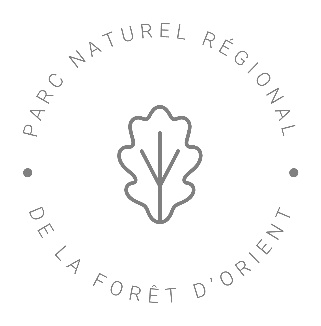 PARC NATUREL RÉGIONAL
DE LA FORÊT D'ORIENT